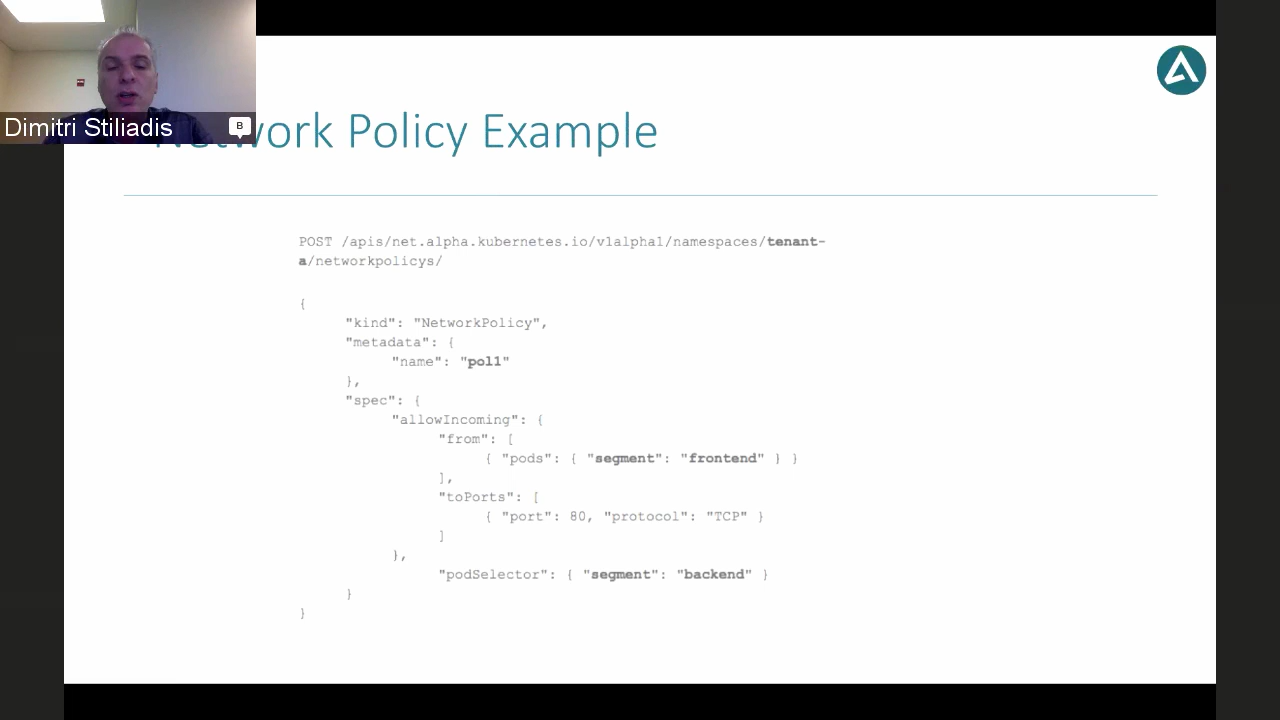 Dimitri Stiliadis
B
Network Policy Example
POST /apis/net.alpha.kubernetes.io/v1alpha1/namespaces/tenant-
a/networkpolicys/
{
"kind": "NetworkPolicy",
"metadata": {
"name": "pol1"
},
"spec": {
"allowIncoming": {
"from": [
{ "pods": { "segment": "frontend" } }
],
"toPorts": [
{ "port": 80, "protocol": "TCP" }
]
},
"podSelector": { "segment": "backend" }
}
}